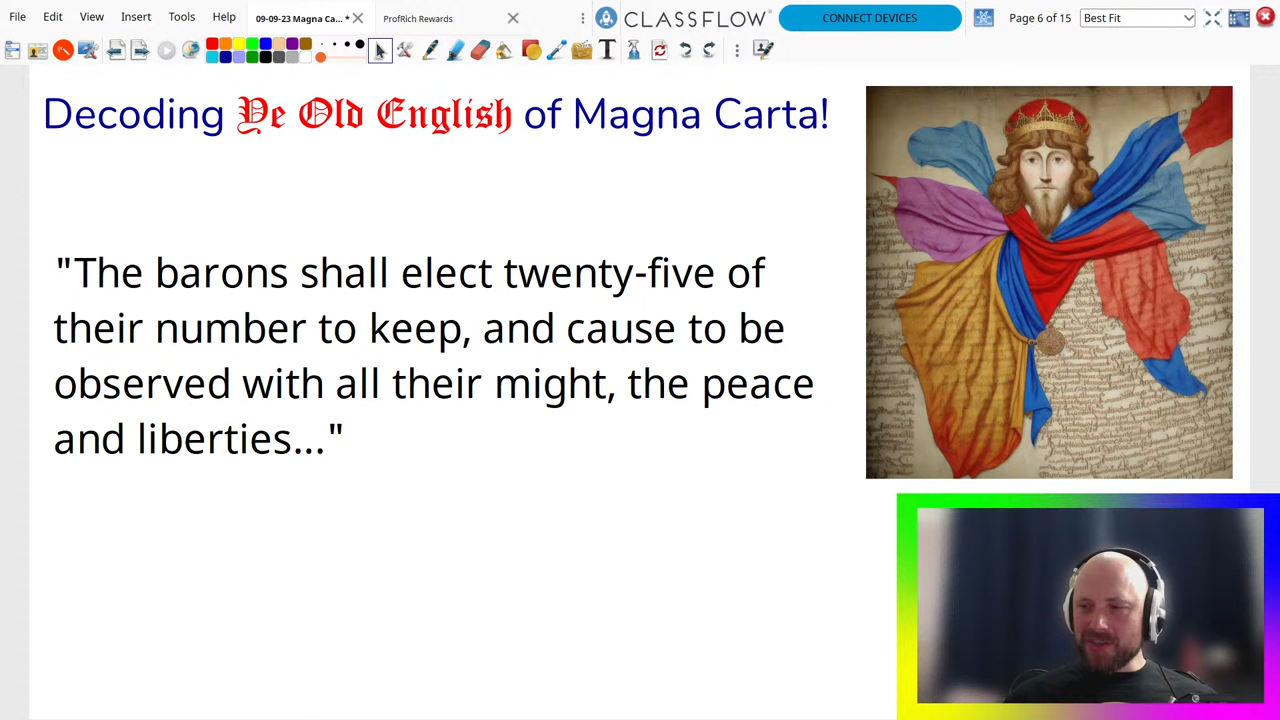 File Edit View Insert Tools Help 09-09-23 Magna Ca... * ProfRich Rewards CLASSFLOW CONNECT DEVICES Page 6 of 15 Best Fit
Decoding Ye Old English of Magna Carta!
"The barons shall elect twenty-five of
their number to keep, and cause to be
observed with all their might, the peace
and liberties..."